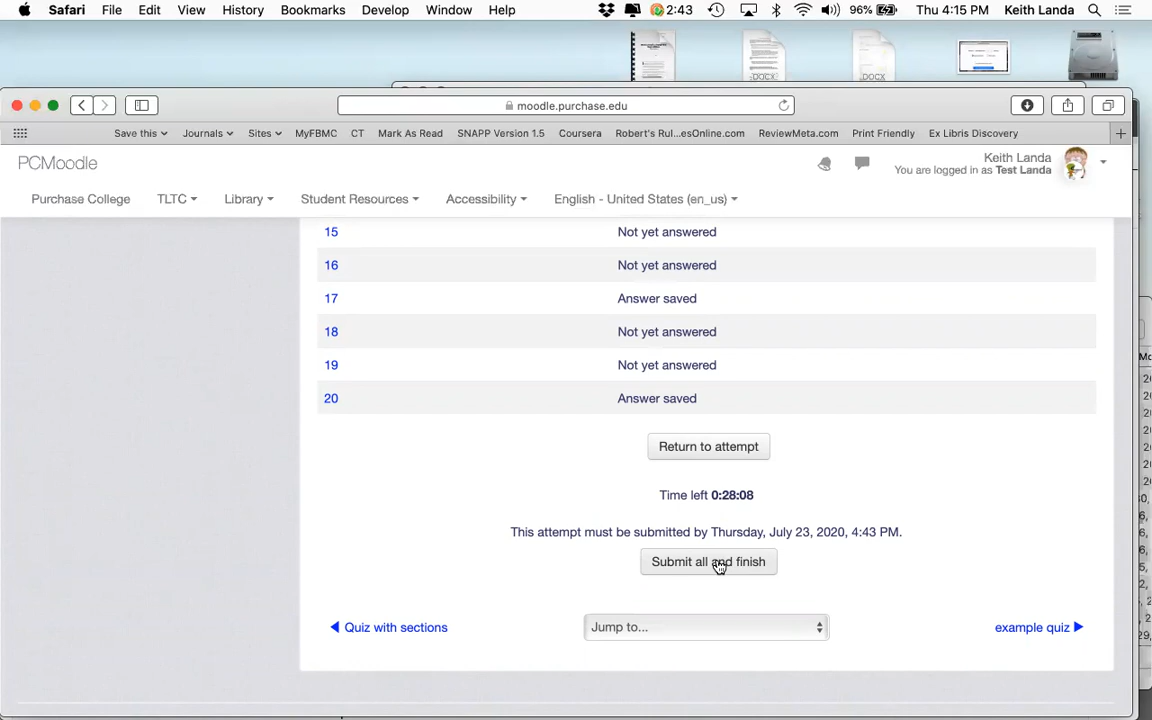 Safari File Edit View History Bookmarks Develop Window Help 2:43 96% Thu 4:15 PM Keith Landa
DOCX DOCX
moodle.purchase.edu
Save this Journals Sites MyFBMC CT Mark As Read SNAPP Version 1.5 Coursera Robert's Rul...esOnline.com ReviewMeta.com Print Friendly Ex Libris Discovery
PCMoodle
Keith Landa
You are logged in as Test Landa
Purchase College TLTC Library Student Resources Accessibility English - United States (en_us)
15 Not yet answered
16 Not yet answered
17 Answer saved
18 Not yet answered
19 Not yet answered
20 Answer saved
Return to attempt
Time left 0:28:08
This attempt must be submitted by Thursday, July 23, 2020, 4:43 PM.
Submit all and finish
Quiz with sections Jump to... example quiz